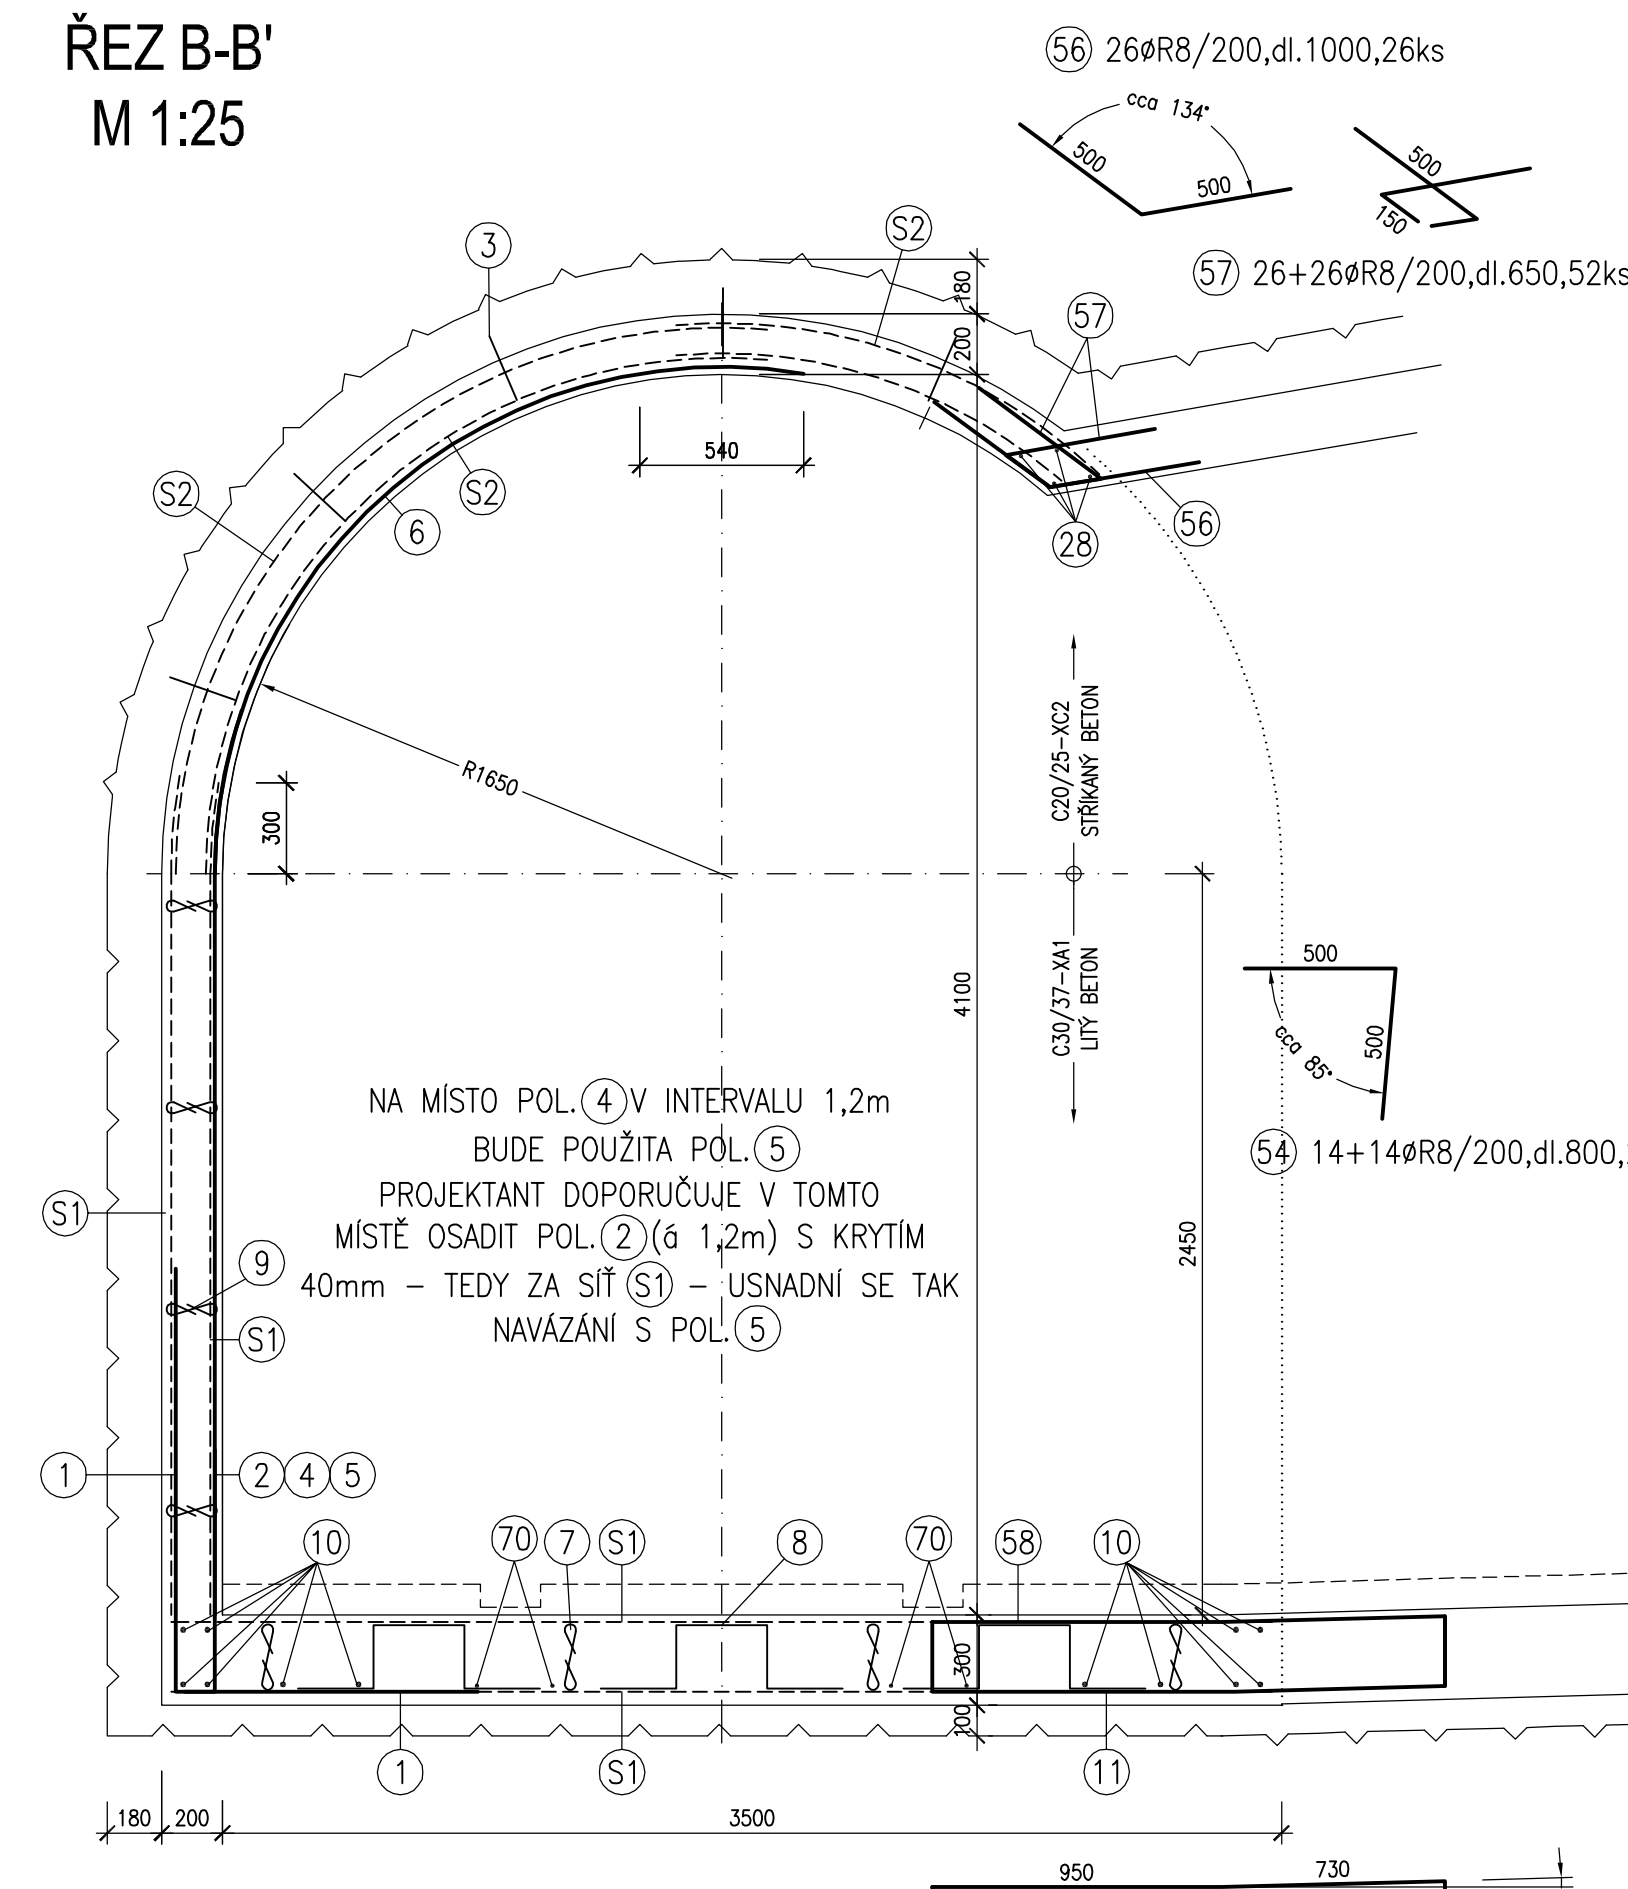 ŘEZ B-B'
M 1:25
56 26øR8/200,dl.1000,26ks
cca 134°
500
500
500
150
57 26+26øR8/200,dl.650,52ks
3
S2
180
200
57
540
S2
S2
6
28
56
R1650
300
C20/25-XC2
STŘÍKANÝ BETON
C30/37-XA1
LITÝ BETON
4100
2450
500
500
cca 85°
54 14+14øR8/200,dl.800,
NA MÍSTO POL. 4 V INTERVALU 1,2m
BUDE POUŽITA POL. 5
PROJEKTANT DOPORUČUJE V TOMTO
MÍSTĚ OSADIT POL. 2 (á 1,2m) S KRYTÍM
40mm – TEDY ZA SÍŤ S1 – USNADNÍ SE TAK
NAVÁZÁNÍ S POL. 5
S1
9
S1
1
2 4 5
10
70
7
S1
8
70
58
10
300
100
1
S1
11
180
200
3500
950
730